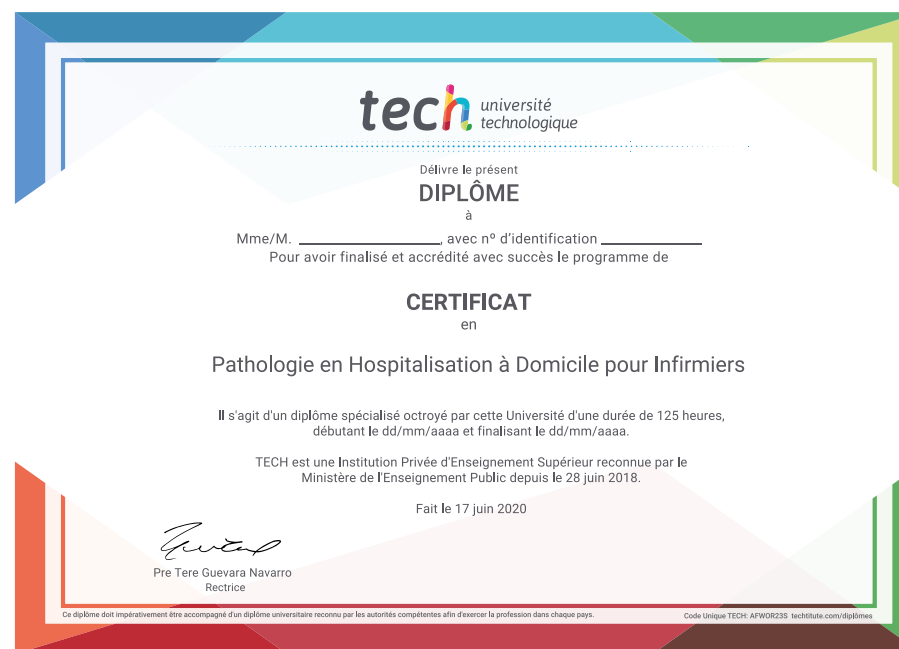 tech université
technologique
Délivre le présent
DIPLÔME
à
Mme/M. _________________, avec nº d'identification ____________
Pour avoir finalisé et accrédité avec succès le programme de
CERTIFICAT
en
Pathologie en Hospitalisation à Domicile pour Infirmiers
Il s'agit d'un diplôme spécialisé octroyé par cette Université d'une durée de 125 heures,
débutant le dd/mm/aaaa et finalisant le dd/mm/aaaa.
TECH est une Institution Privée d'Enseignement Supérieur reconnue par le
Ministère de l'Enseignement Public depuis le 28 juin 2018.
Fait le 17 juin 2020
Pre Tere Guevara Navarro
Rectrice
Ce diplôme doit impérativement être accompagné d'un diplôme universitaire reconnu par les autorités compétentes afin d'exercer la profession dans chaque pays.
Code Unique TECH: AFWOR23S techtitute.com/diplômes